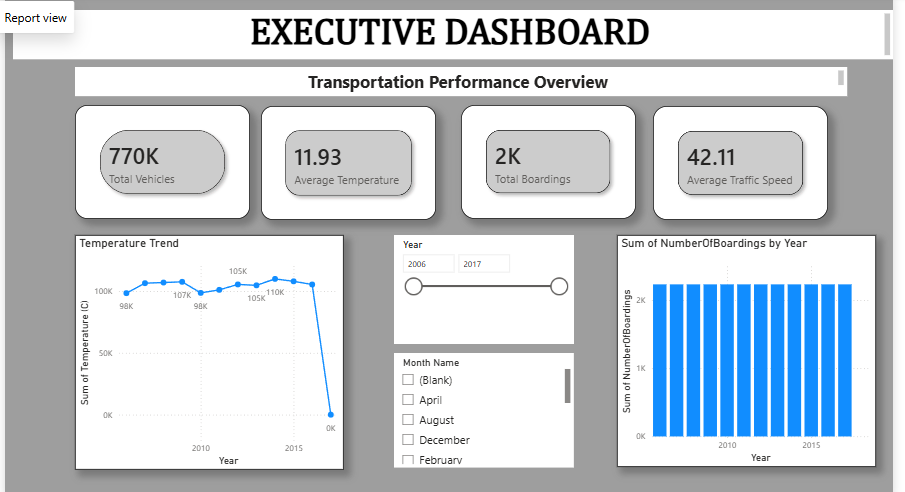 Report view
EXECUTIVE DASHBOARD
Transportation Performance Overview
770K
Total Vehicles
11.93
Average Temperature
2K
Total Boardings
42.11
Average Traffic Speed
Temperature Trend
Sum of Temperature (C)
100K
50K
0K
98K
107K
98K
105K
105K
110K
0K
2010
2015
Year
Year
2006
2017
Month Name
(Blank)
April
August
December
February
Sum of NumberOfBoardings by Year
Sum of NumberOfBoardings
2K
1K
0K
2010
2015
Year